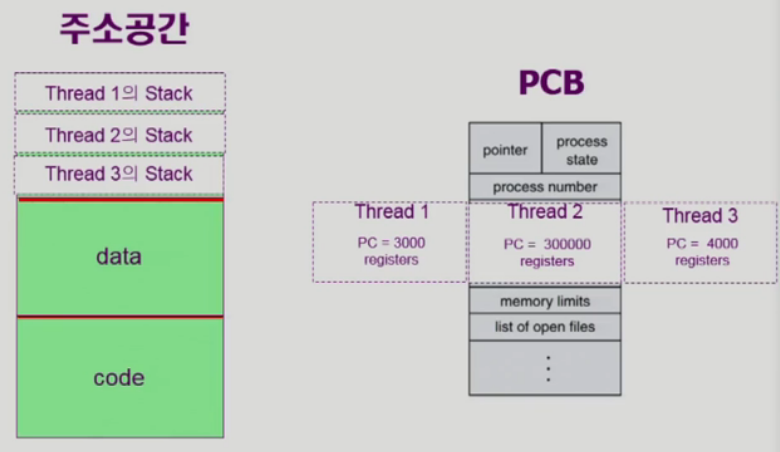 주소공간
Thread 1의 Stack
Thread 2의 Stack
Thread 3의 Stack
data
code
PCB
pointer
process
state
process number
Thread 1
PC = 3000
registers
Thread 2
PC = 300000
registers
Thread 3
PC = 4000
registers
memory limits
list of open files